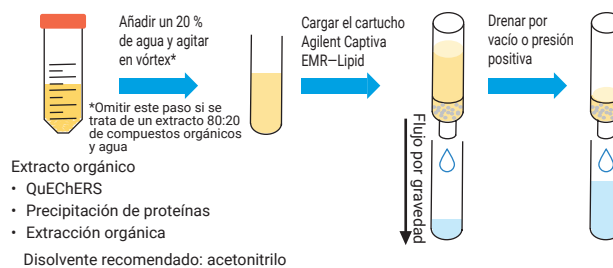 Añadir un 20 %
de agua y agitar
en vórtex*
*Omitir este paso si se
trata de un extracto 80:20
de compuestos orgánicos
y agua
Cargar el cartucho
Agilent Captiva
EMR—Lipid
Drenar por
vacío o presión
positiva
Flujo por gravedad
Extracto orgánico
• QuEChERS
• Precipitación de proteínas
• Extracción orgánica
Disolvente recomendado: acetonitrilo